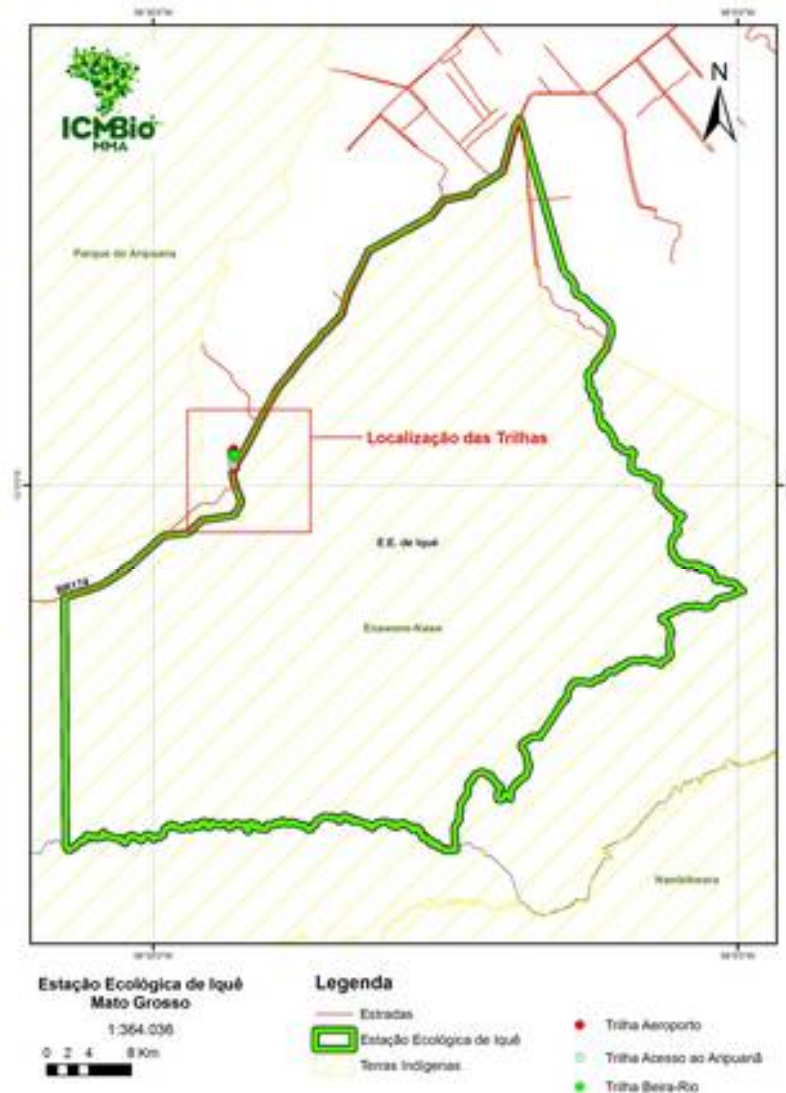 ICMBio
MMA
N
Parque do Aripuanã
Localização das Trilhas
E.E. de Iquê
Enawene-Nawe
BR174
Nambikwara
Estação Ecológica de Iquê
Mato Grosso
1:364.036
0 2 4 8 Km
Legenda
Estradas
Estação Ecológica de Iquê
Terras Indígenas
Trilha Aeroporto
Trilha Acesso ao Aripuanã
Trilha Beira-Rio